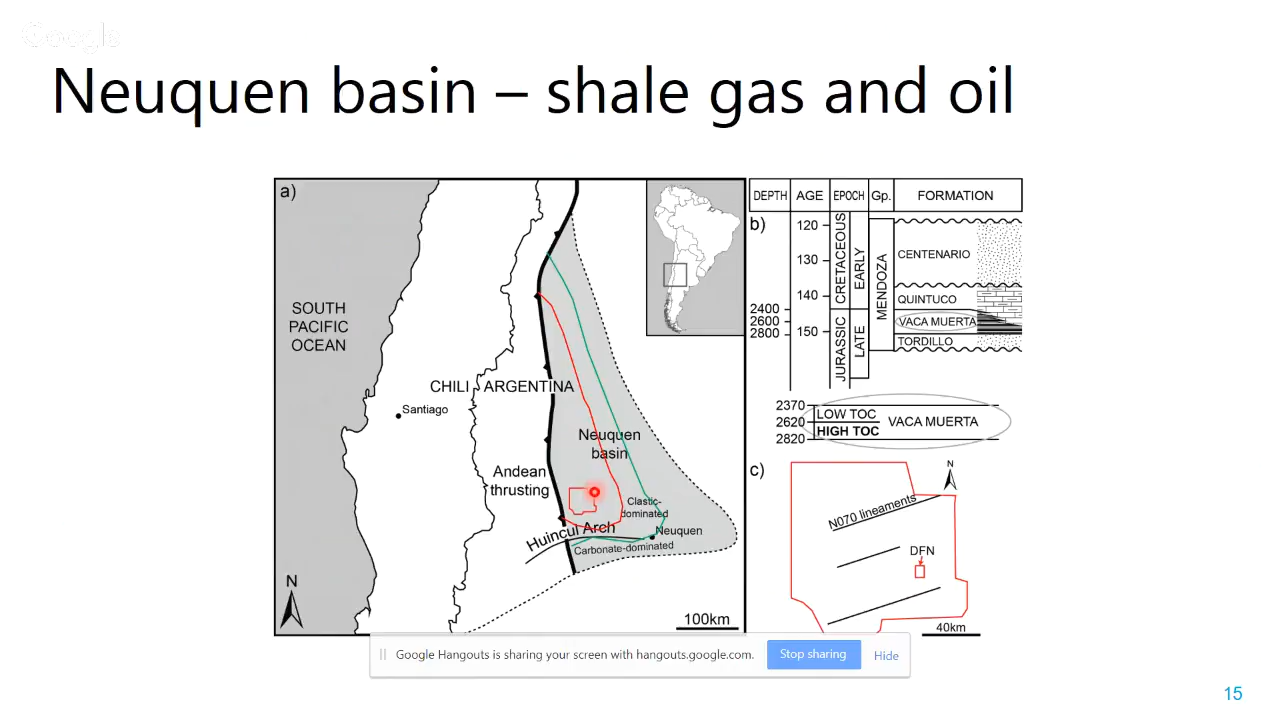 Google
Neuquen basin – shale gas and oil
a)
SOUTH
PACIFIC
OCEAN
CHILI
ARGENTINA
Santiago
Neuquen
basin
Andean
thrusting
Clastic-
dominated
Huincul Arch
Neuquen
Carbonate-dominated
N
100km
DEPTH AGE EPOCH Gp. FORMATION
b)
120
130
140
150
2400
2600
2800
JURASSIC CRETACEOUS
LATE EARLY
MENDOZA
CENTENARIO
QUINTUCO
VACA MUERTA
TORDILLO
2370
LOW TOC
2620
VACA MUERTA
HIGH TOC
2820
c)
N
N070 lineaments
DFN
40km
Google Hangouts is sharing your screen with hangouts.google.com.
Stop sharing
Hide
15